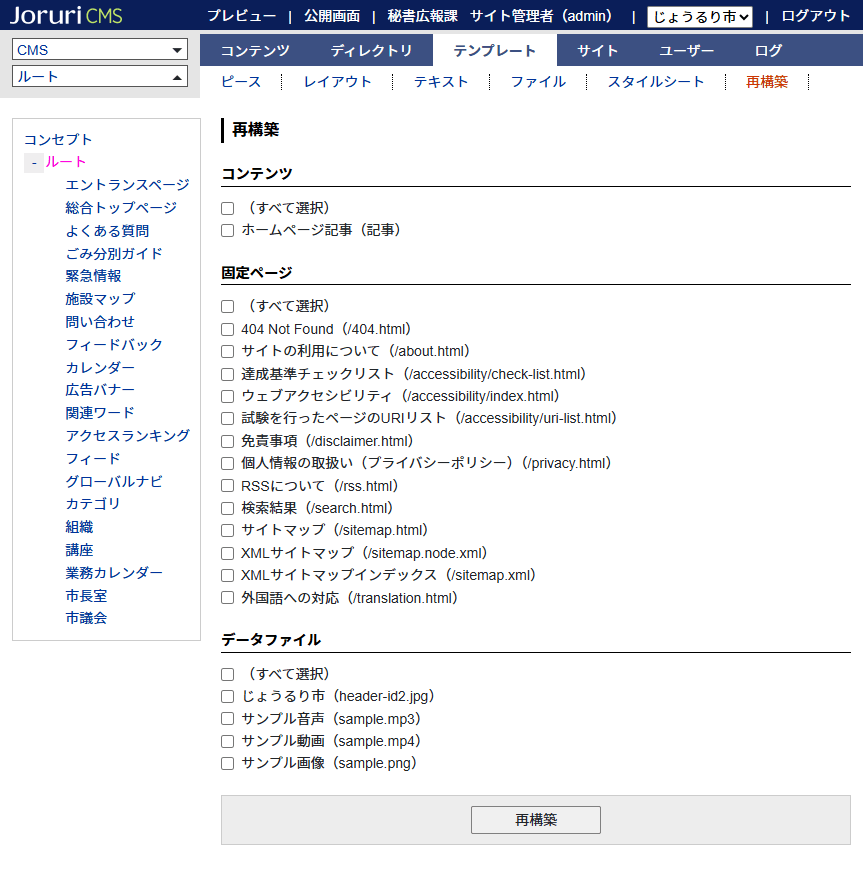 Joruri CMS プレビュー | 公開画面 | 秘書広報課 サイト管理者（admin） | じょうるり市 | ログアウト
CMS
ルート
コンテンツ ディレクトリ テンプレート サイト ユーザー ログ
ピース レイアウト テキスト ファイル スタイルシート 再構築
コンセプト
- ルート
エントランスページ
総合トップページ
よくある質問
ごみ分別ガイド
緊急情報
施設マップ
問い合わせ
フィードバック
カレンダー
広告バナー
関連ワード
アクセスランキング
フィード
グローバルナビ
カテゴリ
組織
講座
業務カレンダー
市長室
市議会
再構築
コンテンツ
（すべて選択）
ホームページ記事（記事）
固定ページ
（すべて選択）
404 Not Found（/404.html）
サイトの利用について（/about.html）
達成基準チェックリスト（/accessibility/check-list.html）
ウェブアクセシビリティ（/accessibility/index.html）
試験を行ったページのURIリスト（/accessibility/uri-list.html）
免責事項（/disclaimer.html）
個人情報の取扱い（プライバシーポリシー）（/privacy.html）
RSSについて（/rss.html）
検索結果（/search.html）
サイトマップ（/sitemap.html）
XMLサイトマップ（/sitemap.node.xml）
XMLサイトマップインデックス（/sitemap.xml）
外国語への対応（/translation.html）
データファイル
（すべて選択）
じょうるり市（header-id2.jpg）
サンプル音声（sample.mp3）
サンプル動画（sample.mp4）
サンプル画像（sample.png）
再構築